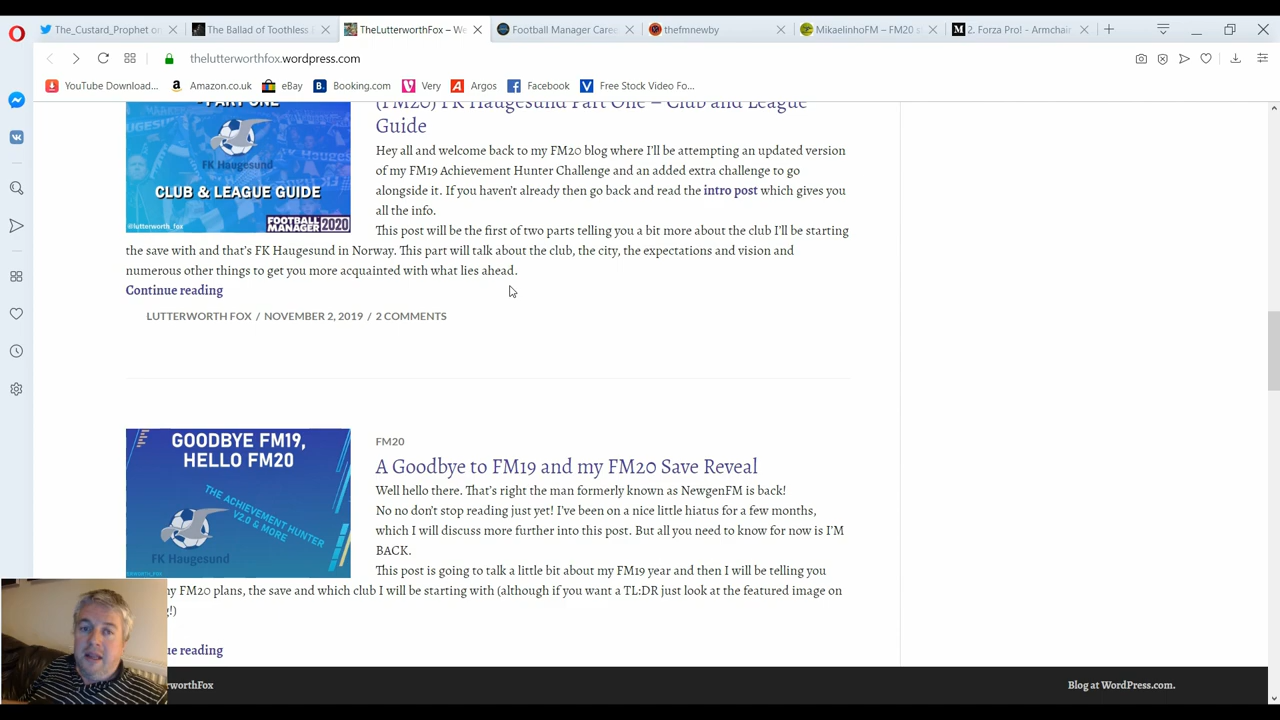 The_Custard_Prophet on
The Ballad of Toothless
TheLutterworthFox – We
Football Manager Caree
thefmnewby
MikaelinhoFM – FM20 s
2. Forza Pro! - Armchair
thelutterworthfox.wordpress.com
YouTube Download...
Amazon.co.uk
eBay
Booking.com
Very
Argos
Facebook
Free Stock Video Fo...
PART ONE
FK Haugesund
CLUB & LEAGUE GUIDE
@lutterworth_fox
FOOTBALL MANAGER 2020
(FM20) FK Haugesund Part One – Club and League
Guide
Hey all and welcome back to my FM20 blog where I'll be attempting an updated version
of my FM19 Achievement Hunter Challenge and an added extra challenge to go
alongside it. If you haven't already then go back and read the intro post which gives you
all the info.
This post will be the first of two parts telling you a bit more about the club I'll be starting
the save with and that's FK Haugesund in Norway. This part will talk about the club, the city, the expectations and vision and
numerous other things to get you more acquainted with what lies ahead.
Continue reading
LUTTERWORTH FOX / NOVEMBER 2, 2019 / 2 COMMENTS
GOODBYE FM19,
HELLO FM20
THE ACHIEVEMENT HUNTER
V2.0 & MORE
FK Haugesund
FM20
A Goodbye to FM19 and my FM20 Save Reveal
Well hello there. That's right the man formerly known as NewgenFM is back!
No no don't stop reading just yet! I've been on a nice little hiatus for a few months,
which I will discuss more further into this post. But all you need to know for now is I'M
BACK.
This post is going to talk a little bit about my FM19 year and then I will be telling you
my FM20 plans, the save and which club I will be starting with (although if you want a TL:DR just look at the featured image on
g!)
ue reading
worthFox
Blog at WordPress.com.